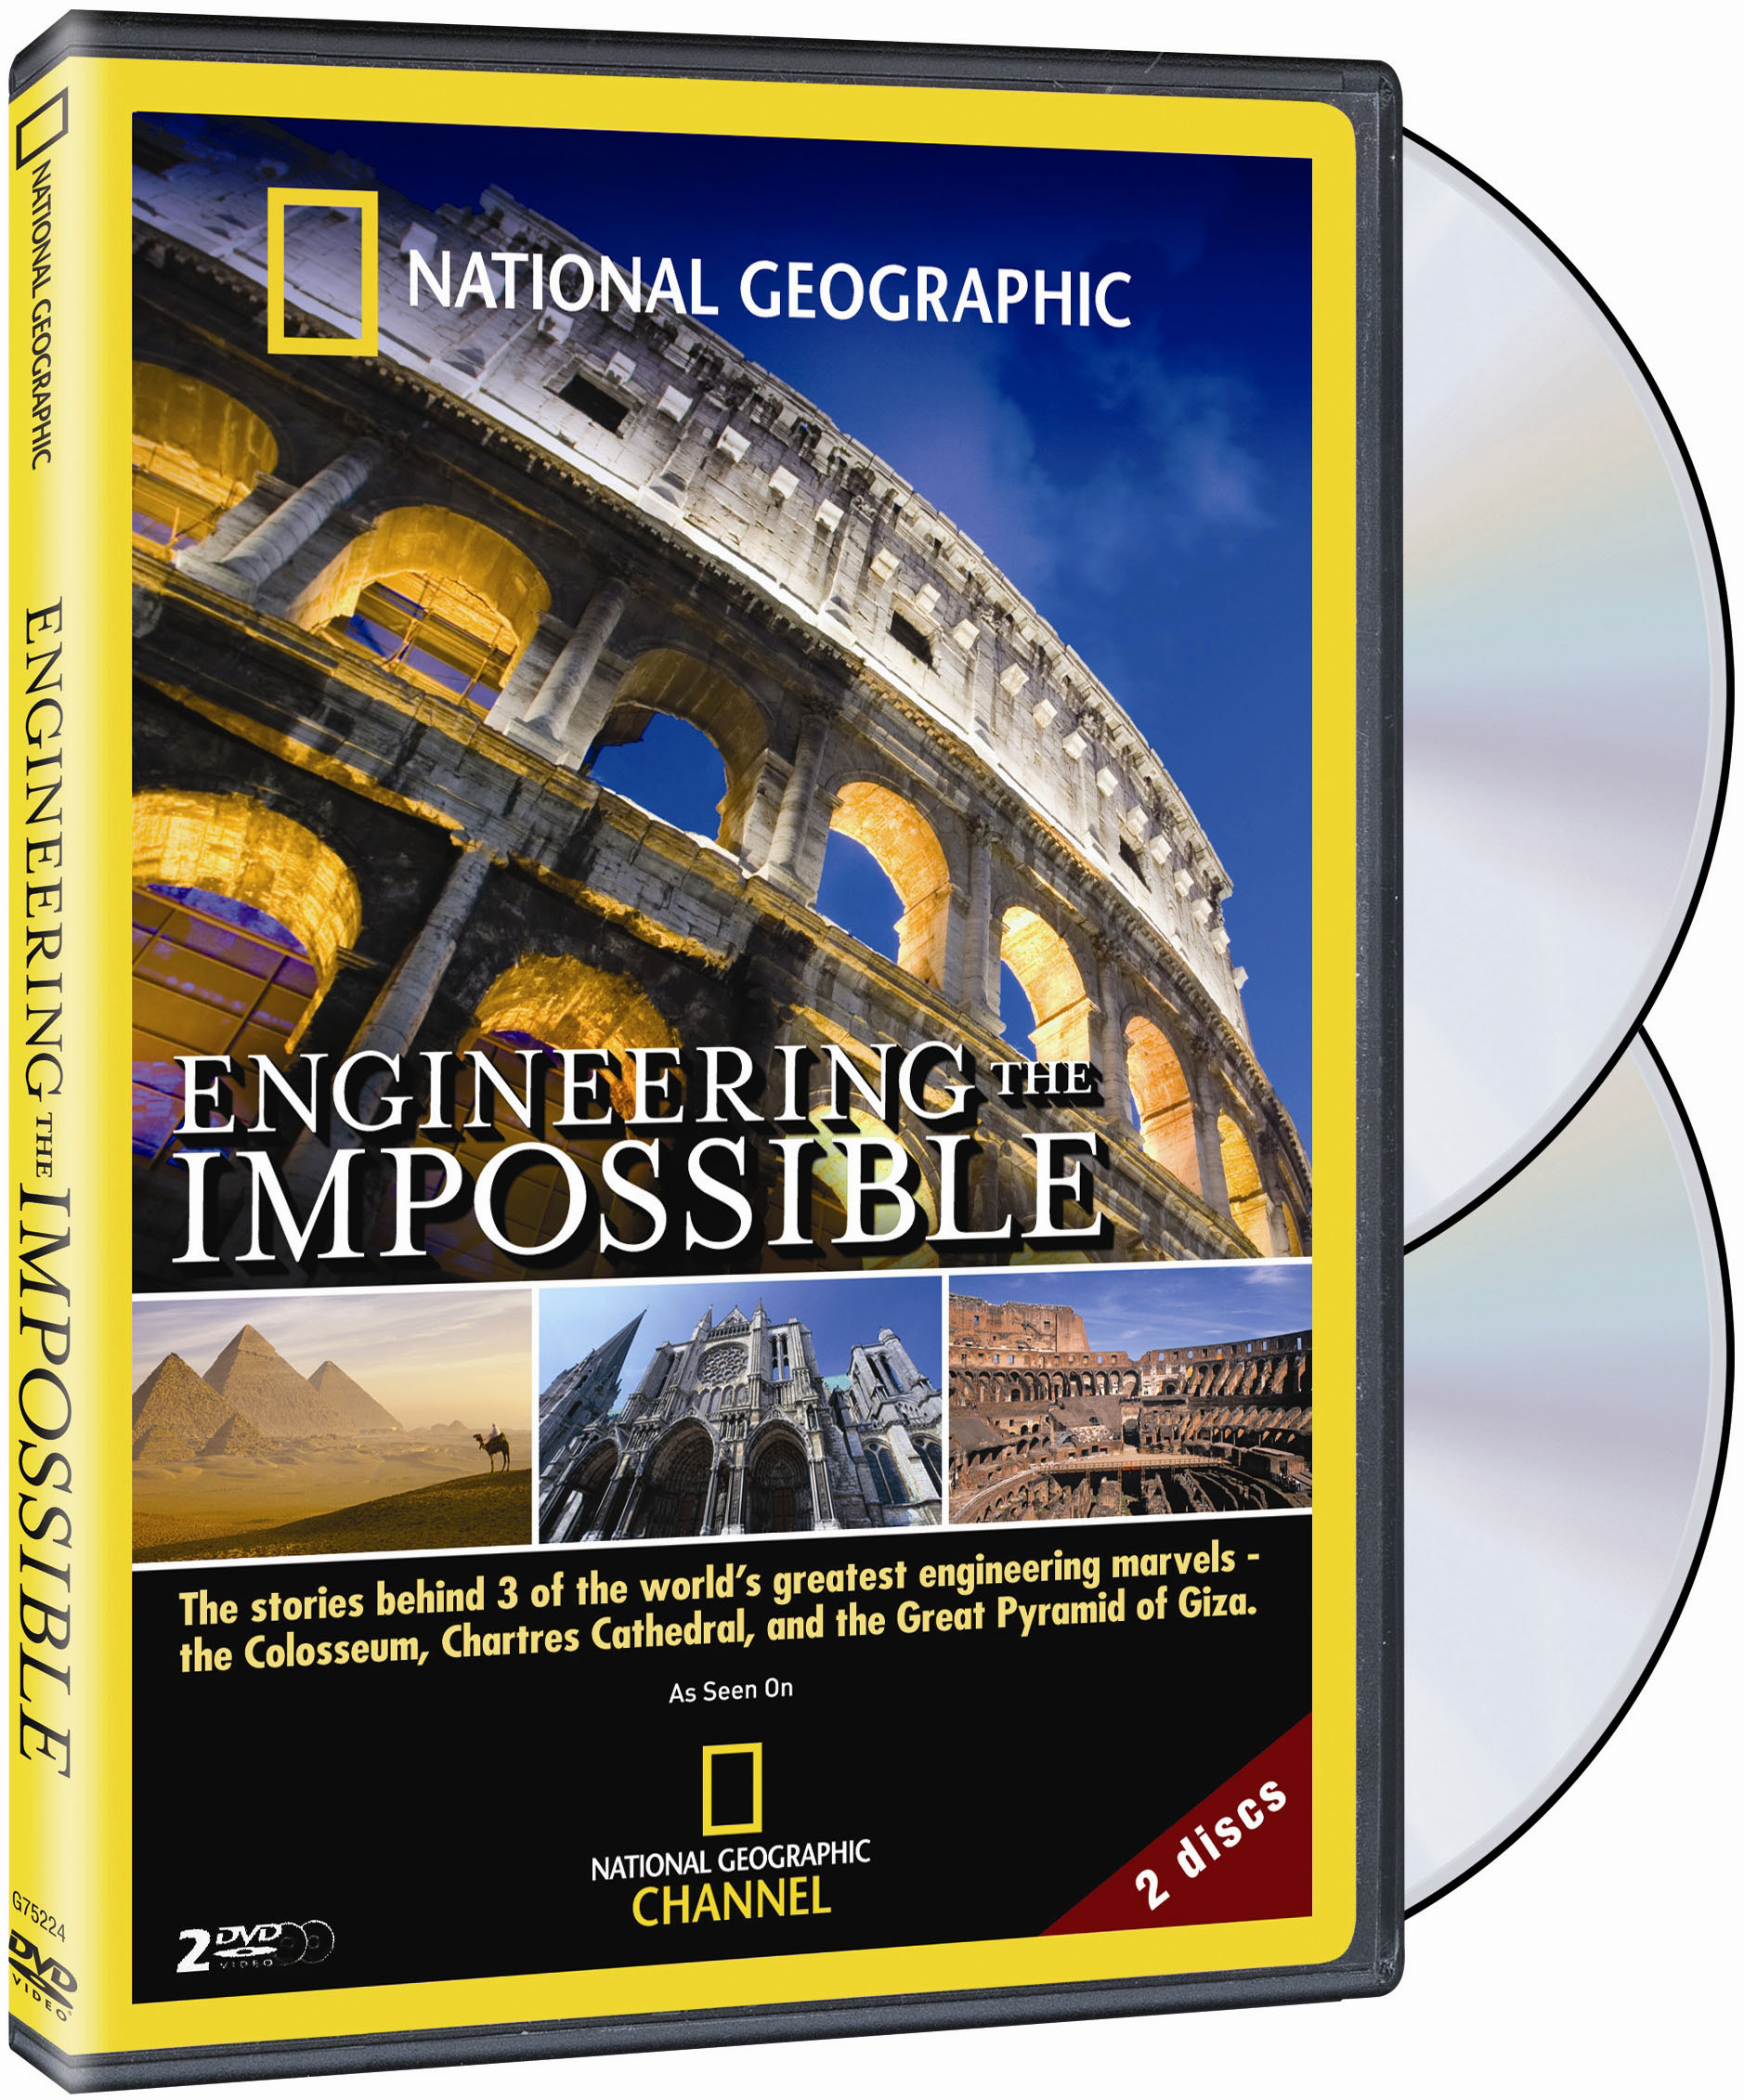 NATIONAL GEOGRAPHIC
ENGINEERING THE IMPOSSIBLE
G75224
DVD
VIDEO
NATIONAL GEOGRAPHIC
ENGINEERING THE
IMPOSSIBLE
The stories behind 3 of the world's greatest engineering marvels -
the Colosseum, Chartres Cathedral, and the Great Pyramid of Giza.
As Seen On
NATIONAL GEOGRAPHIC
CHANNEL
2 discs
2 DVD
VIDEO